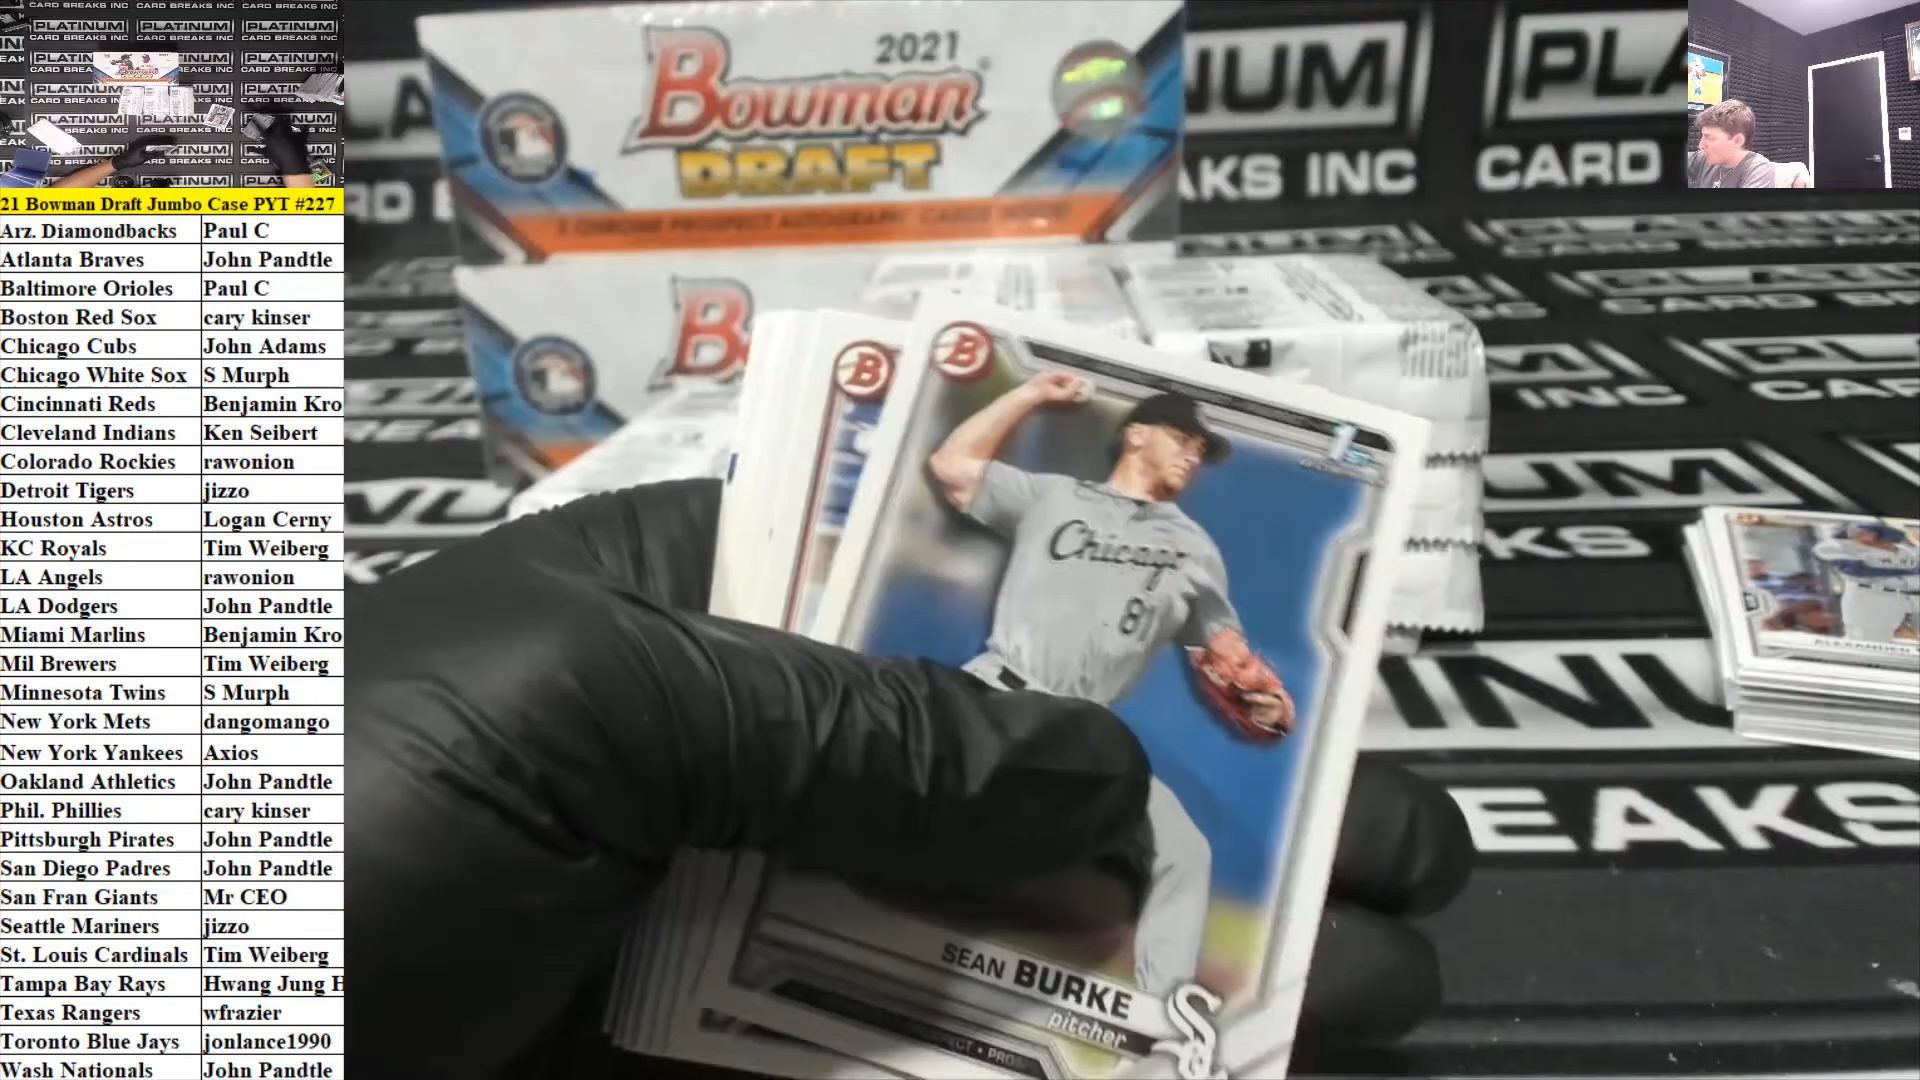 21 Bowman Draft Jumbo Case PYT #227
Arz. Diamondbacks Paul C
Atlanta Braves John Pandtle
Baltimore Orioles Paul C
Boston Red Sox cary kinser
Chicago Cubs John Adams
Chicago White Sox S Murph
Cincinnati Reds Benjamin Kro
Cleveland Indians Ken Seibert
Colorado Rockies rawonion
Detroit Tigers jizzo
Houston Astros Logan Cerny
KC Royals Tim Weiberg
LA Angels rawonion
LA Dodgers John Pandtle
Miami Marlins Benjamin Kro
Mil Brewers Tim Weiberg
Minnesota Twins S Murph
New York Mets dangomango
New York Yankees Axios
Oakland Athletics John Pandtle
Phil. Phillies cary kinser
Pittsburgh Pirates John Pandtle
San Diego Padres John Pandtle
San Fran Giants Mr CEO
Seattle Mariners jizzo
St. Louis Cardinals Tim Weiberg
Tampa Bay Rays Hwang Jung H
Texas Rangers wfrazier
Toronto Blue Jays jonlance1990
Wash Nationals John Pandtle
2021
Bowman
DRAFT
CHROME PROSPECT AUTOGRAPH CARDS
B
B
B
1st
Chicago
81
SEAN BURKE
pitcher
PLATINUM
CARD BREAKS INC